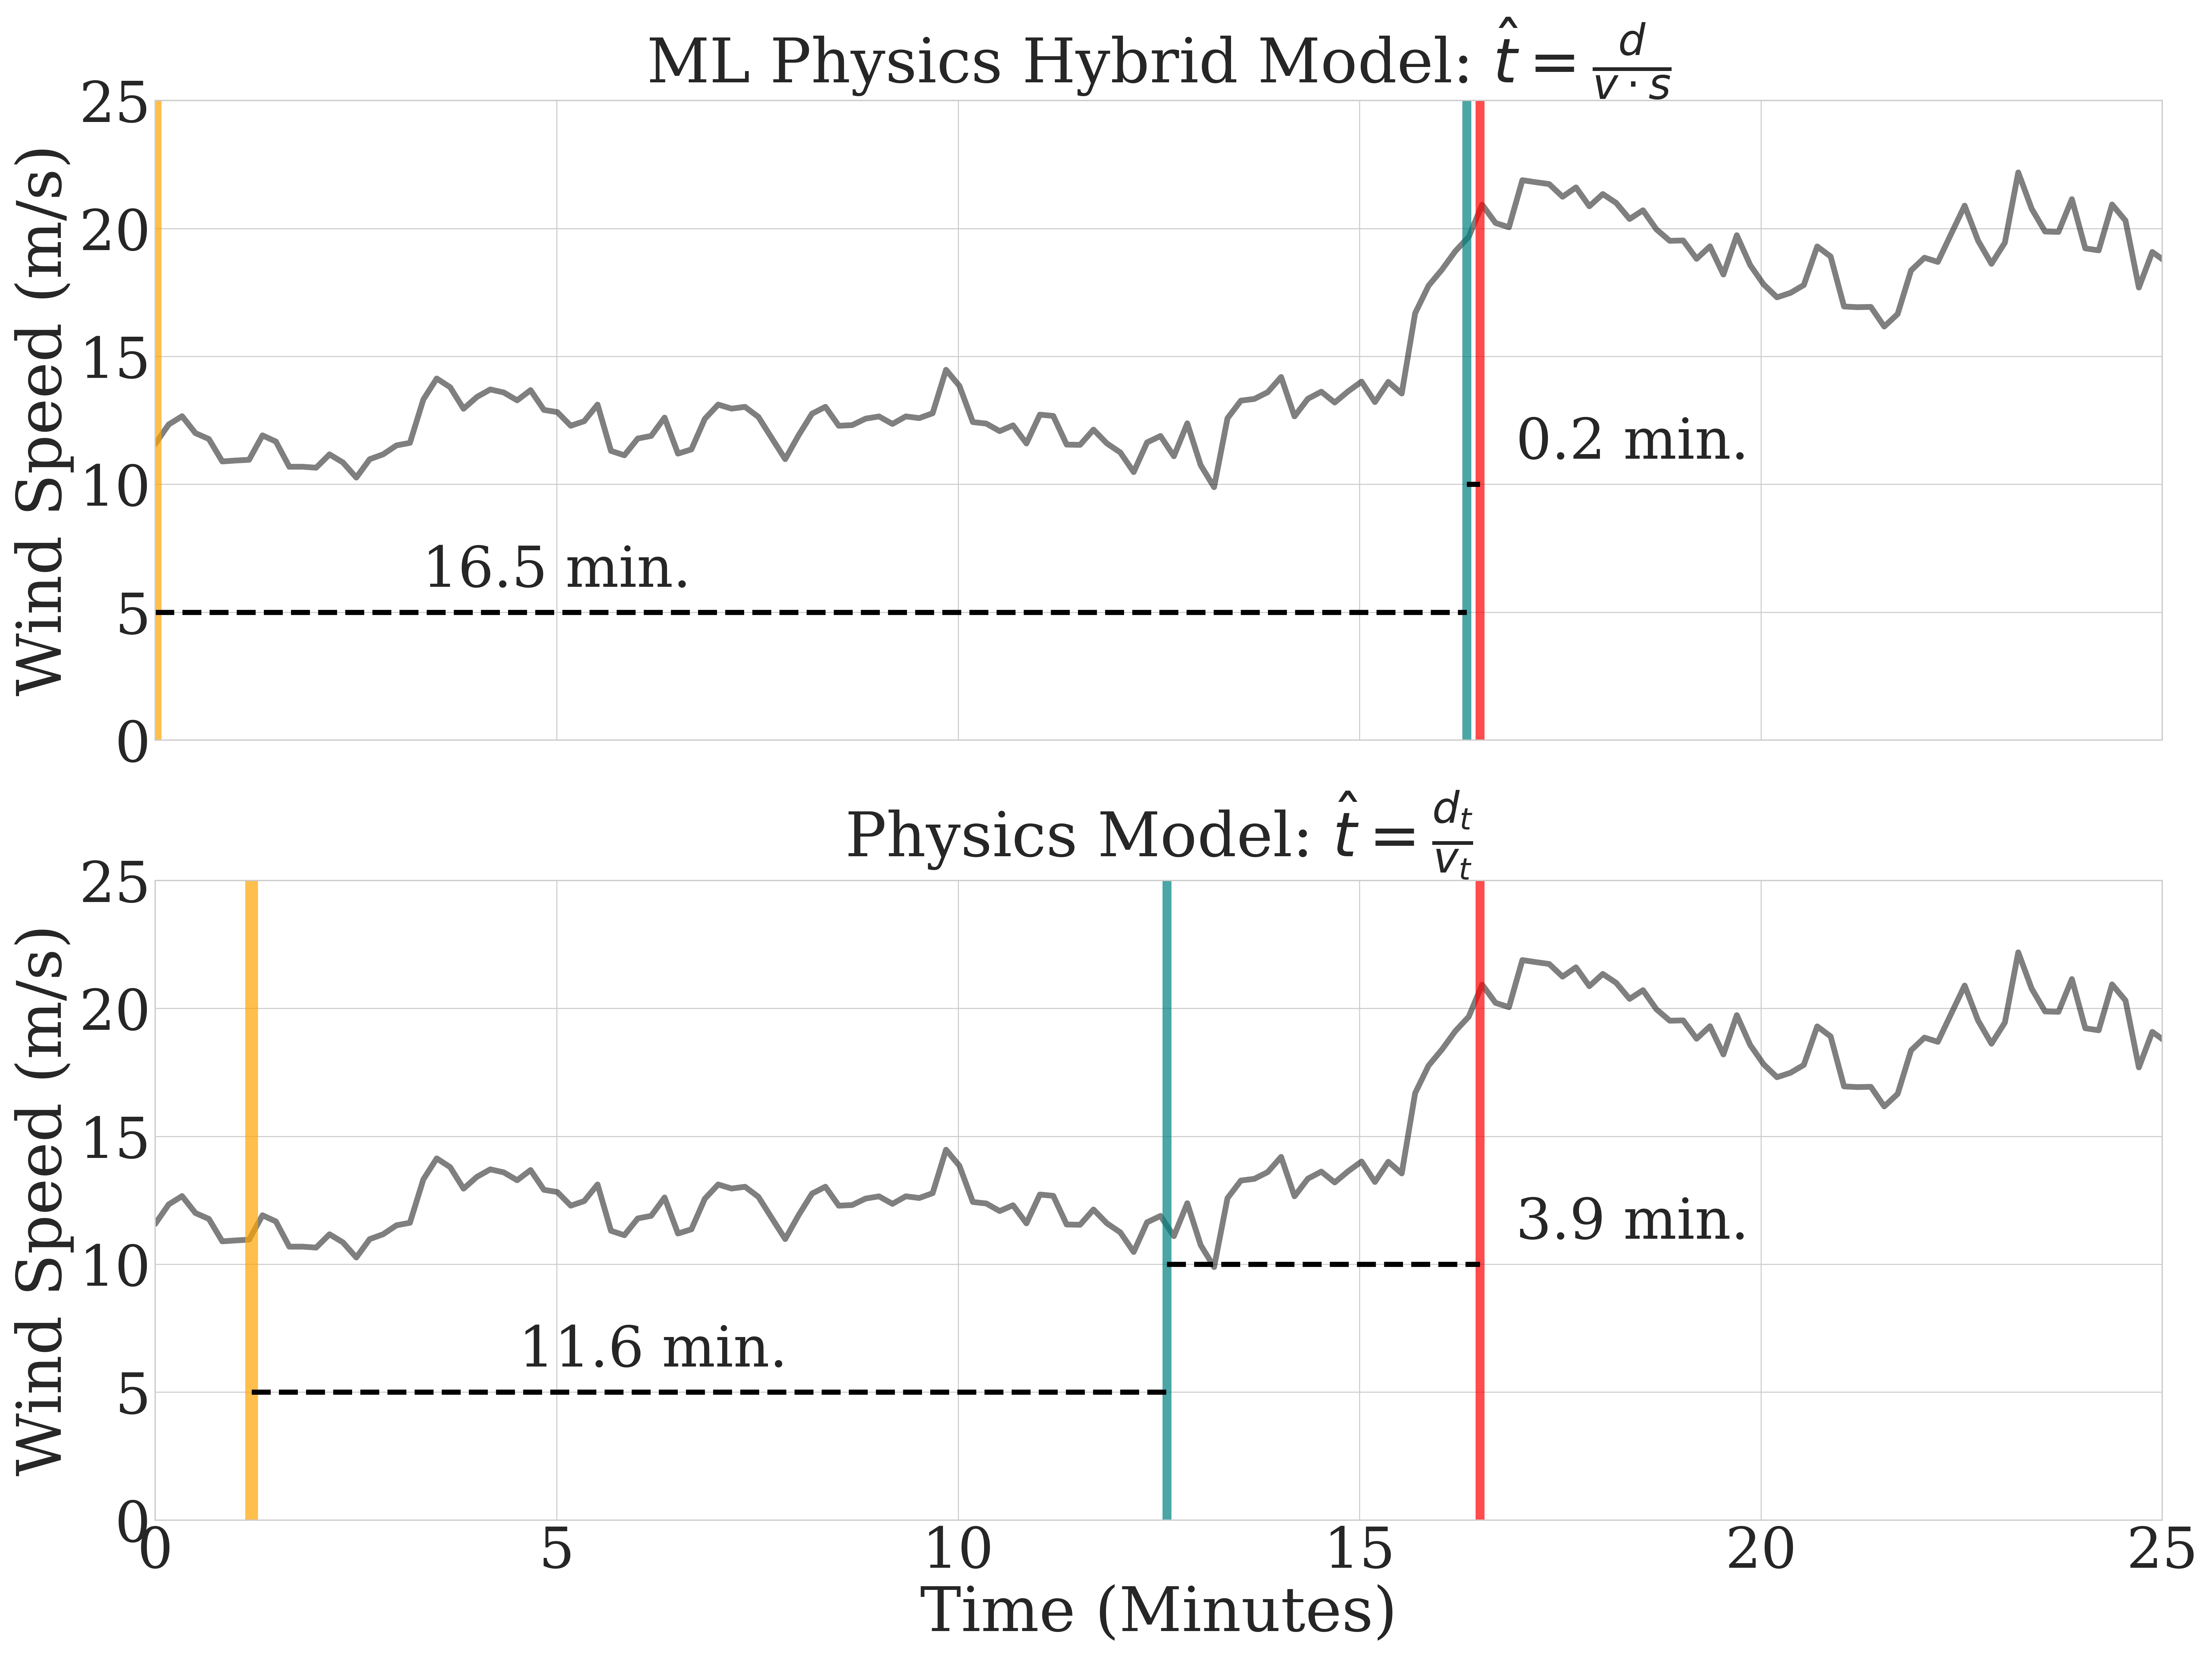 ML Physics Hybrid Model: t̂ = d / (v · s)
25
20
15
10
5
0
Wind Speed (m/s)
0.2 min.
16.5 min.
Physics Model: t̂ = d_t / v_t
25
20
15
10
5
0
Wind Speed (m/s)
3.9 min.
11.6 min.
0 5 10 15 20 25
Time (Minutes)